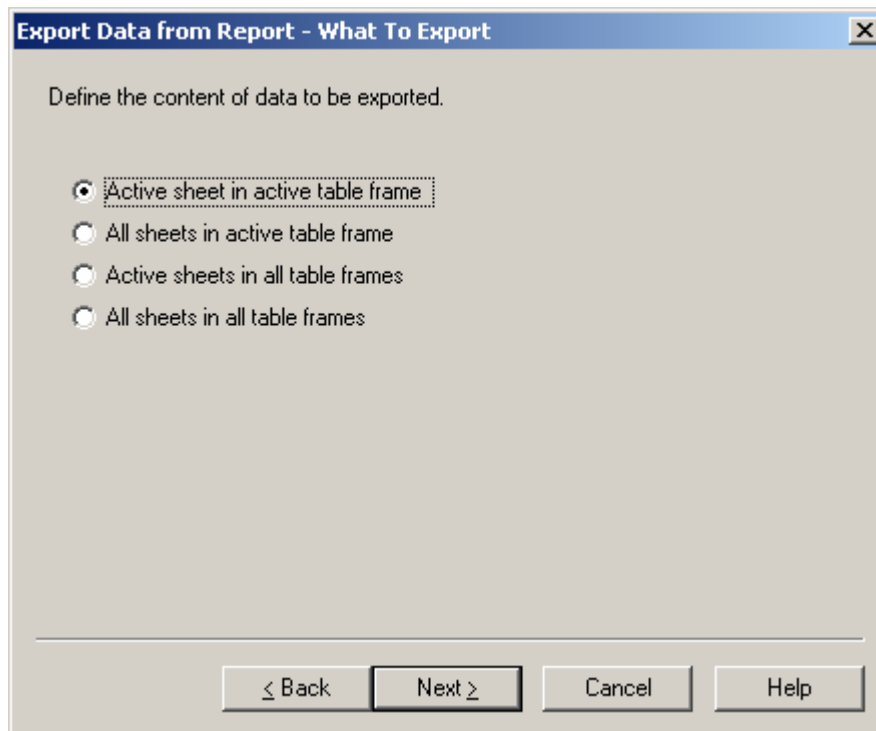 Export Data from Report - What To Export
Define the content of data to be exported.
Active sheet in active table frame
All sheets in active table frame
Active sheets in all table frames
All sheets in all table frames
< Back Next > Cancel Help